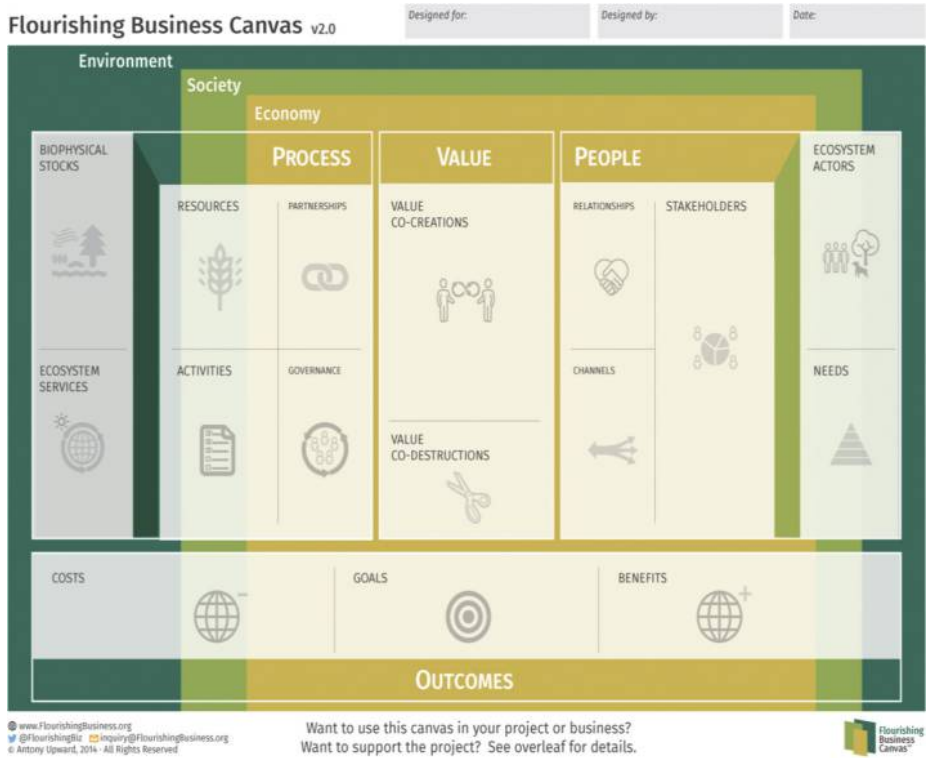 Flourishing Business Canvas v2.0
Designed for:
Designed by:
Date:
Environment
Society
Economy
BIOPHYSICAL
STOCKS
PROCESS
VALUE
PEOPLE
ECOSYSTEM
ACTORS
RESOURCES
PARTNERSHIPS
VALUE
CO-CREATIONS
RELATIONSHIPS
STAKEHOLDERS
ECOSYSTEM
SERVICES
ACTIVITIES
GOVERNANCE
VALUE
CO-DESTRUCTIONS
CHANNELS
NEEDS
COSTS
GOALS
BENEFITS
OUTCOMES
www.FlourishingBusiness.org
@FlourishingBiz inquiry@FlourishingBusiness.org
© Antony Upward, 2014 - All Rights Reserved
Want to use this canvas in your project or business?
Want to support the project? See overleaf for details.
Flourishing
Business
Canvas™